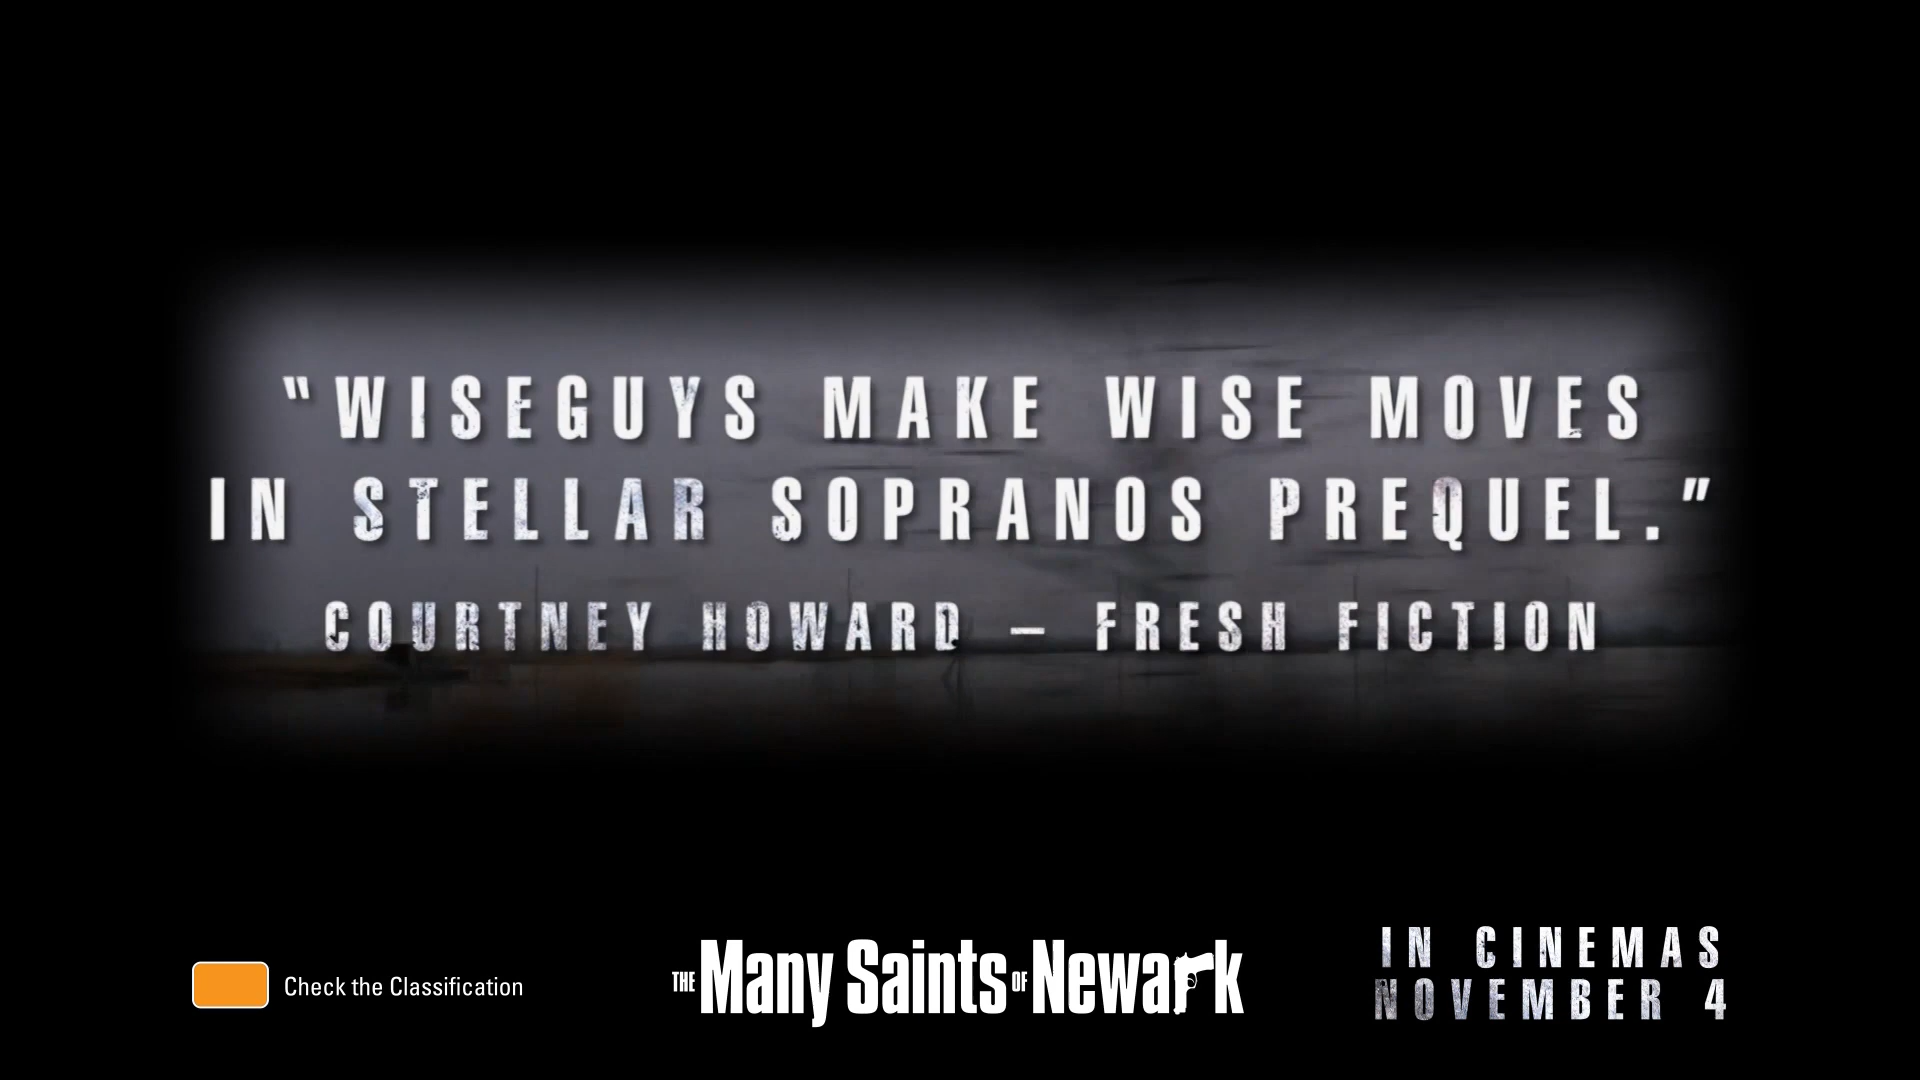 "WISEGUYS MAKE WISE MOVES
IN STELLAR SOPRANOS PREQUEL."
COURTNEY HOWARD – FRESH FICTION
Check the Classification
THE Many Saints OF Newark
IN CINEMAS
NOVEMBER 4